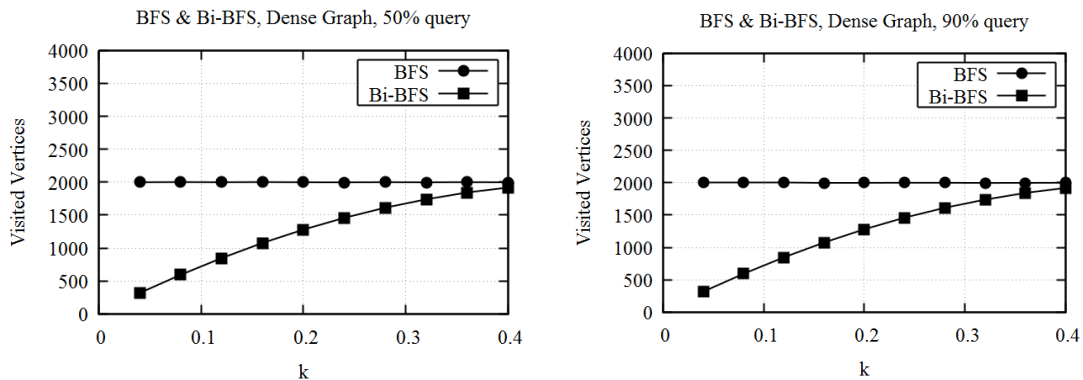 BFS & Bi-BFS, Dense Graph, 50% query
4000
3500
3000
2500
2000
1500
1000
500
0
Visited Vertices
BFS
Bi-BFS
0
0.1
0.2
0.3
0.4
k
BFS & Bi-BFS, Dense Graph, 90% query
4000
3500
3000
2500
2000
1500
1000
500
0
Visited Vertices
BFS
Bi-BFS
0
0.1
0.2
0.3
0.4
k